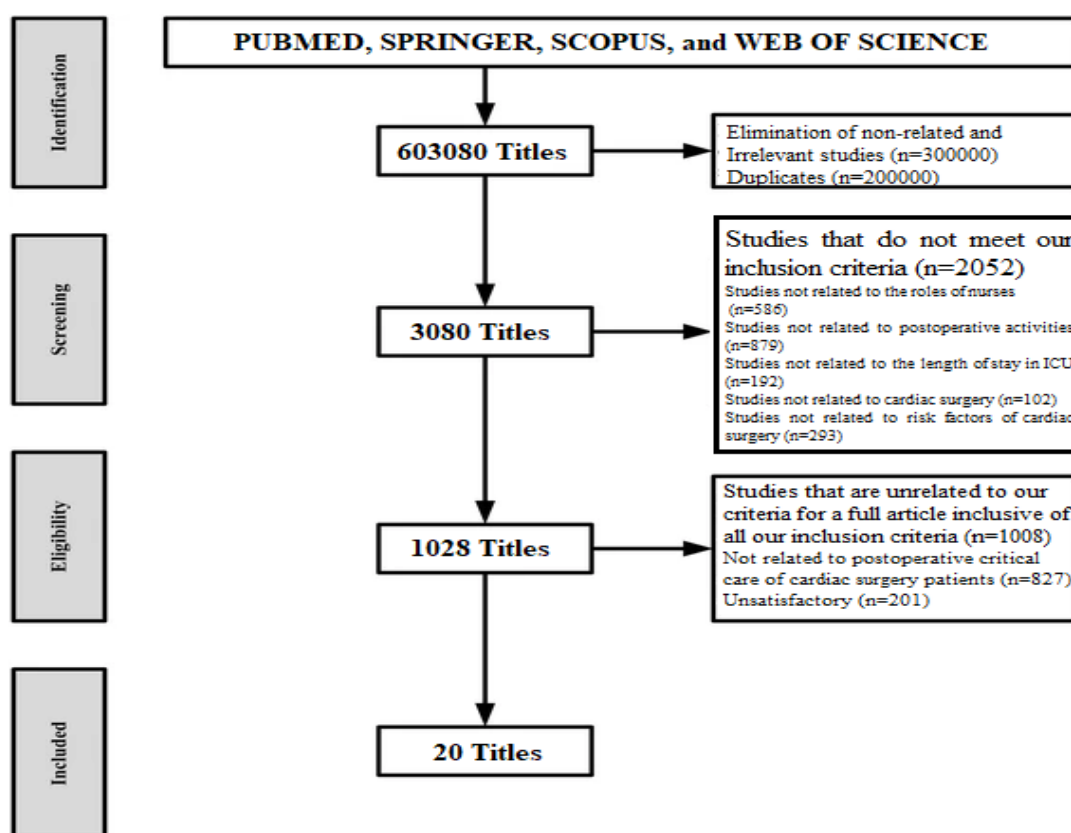 PUBMED, SPRINGER, SCOPUS, and WEB OF SCIENCE
Identification
603080 Titles
Elimination of non-related and
Irrelevant studies (n=300000)
Duplicates (n=200000)
Screening
3080 Titles
Studies that do not meet our
inclusion criteria (n=2052)
Studies not related to the roles of nurses
(n=586)
Studies not related to postoperative activities
(n=879)
Studies not related to the length of stay in ICU
(n=192)
Studies not related to cardiac surgery (n=102)
Studies not related to risk factors of cardiac
surgery (n=293)
Eligibility
1028 Titles
Studies that are unrelated to our
criteria for a full article inclusive of
all our inclusion criteria (n=1008)
Not related to postoperative critical
care of cardiac surgery patients (n=827)
Unsatisfactory (n=201)
Included
20 Titles